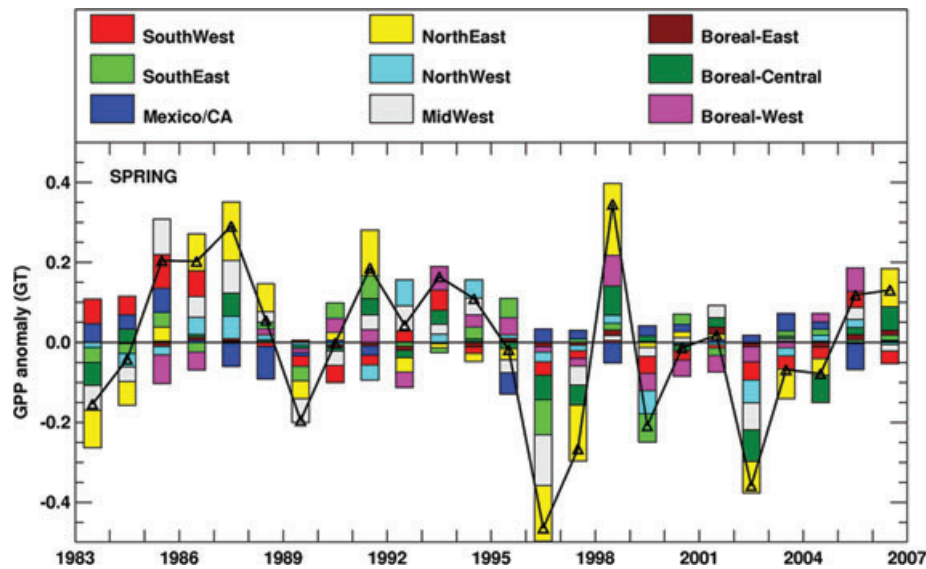 SouthWest NorthEast Boreal-East
SouthEast NorthWest Boreal-Central
Mexico/CA MidWest Boreal-West
SPRING
GPP anomaly (GT)
0.4
0.2
0.0
-0.2
-0.4
1983 1986 1989 1992 1995 1998 2001 2004 2007